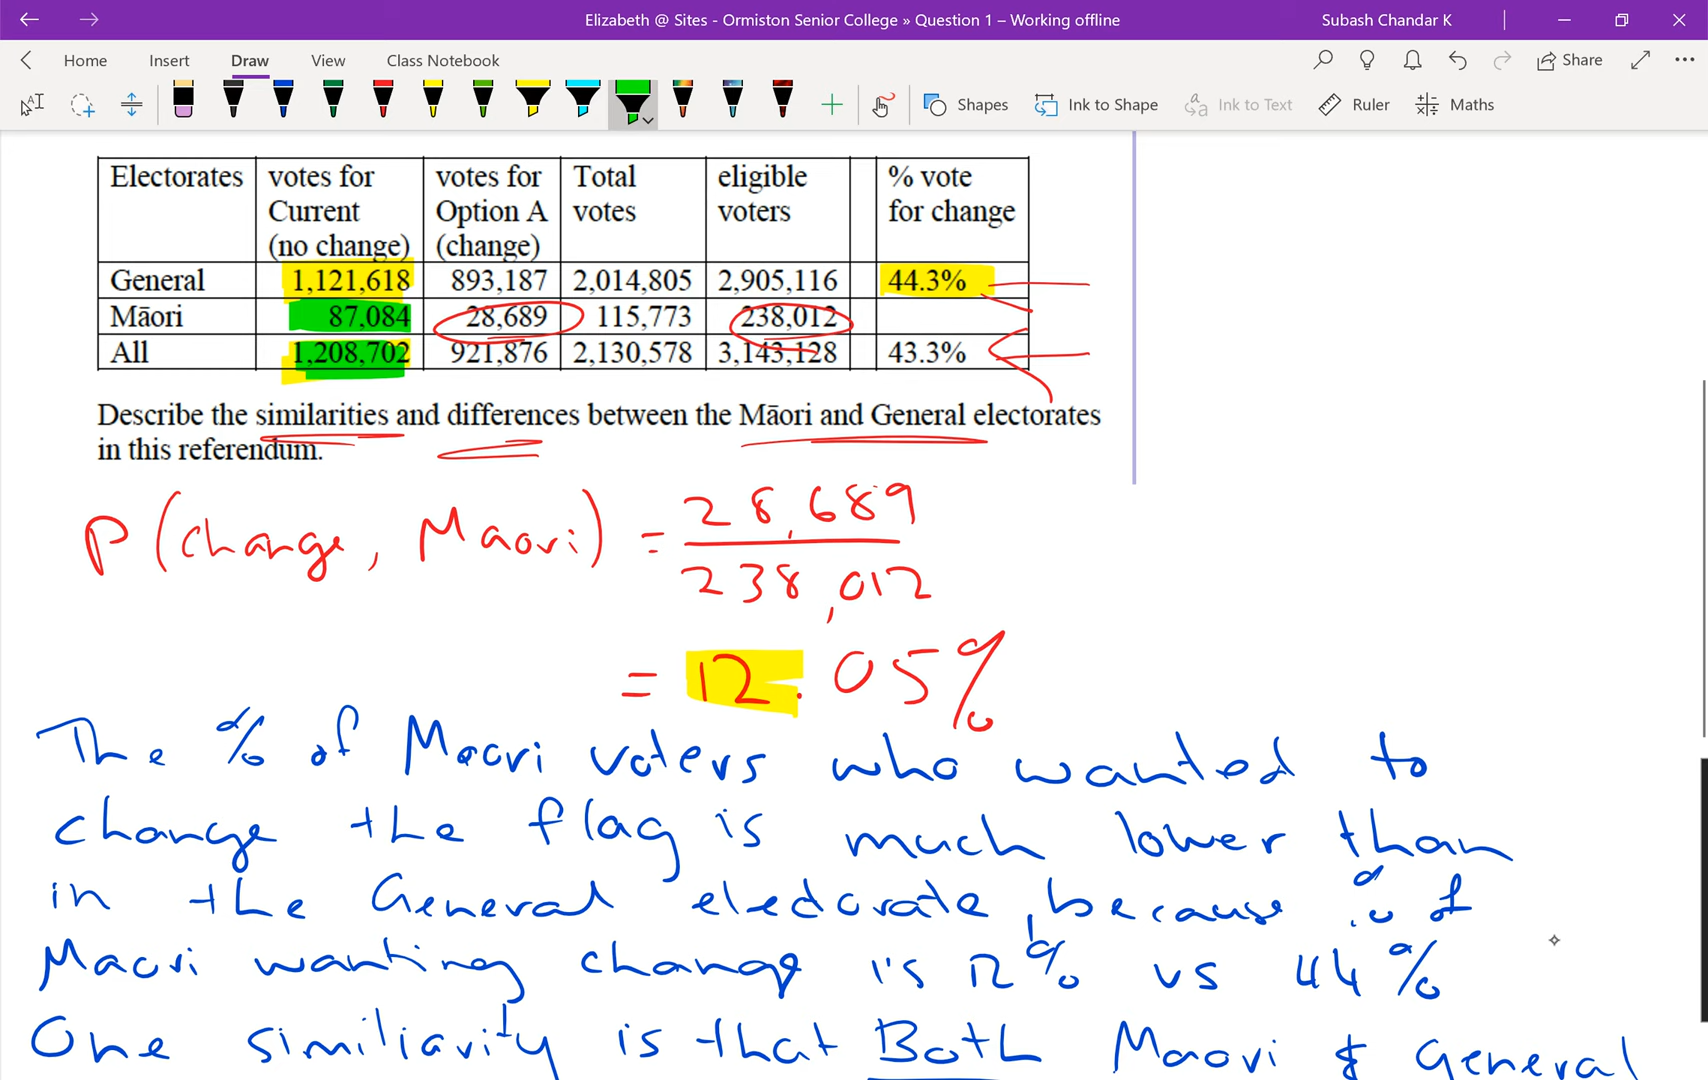 Elizabeth @ Sites - Ormiston Senior College » Question 1 – Working offline
Subash Chandar K
Home Insert Draw View Class Notebook
Share
Shapes Ink to Shape Ink to Text Ruler Maths
Electorates votes for Current (no change) votes for Option A (change) Total votes eligible voters % vote for change
General 1,121,618 893,187 2,014,805 2,905,116 44.3%
Māori 87,084 28,689 115,773 238,012
All 1,208,702 921,876 2,130,578 3,143,128 43.3%
Describe the similarities and differences between the Māori and General electorates
in this referendum.
P (change, Maori) = 28,689
238,012
= 12.05%
The % of Maori voters who wanted to
change the flag is much lower than
in the General electorate, because % of
Maori wanting change is 12% vs 44%
One similiarity is that Both Maori & General